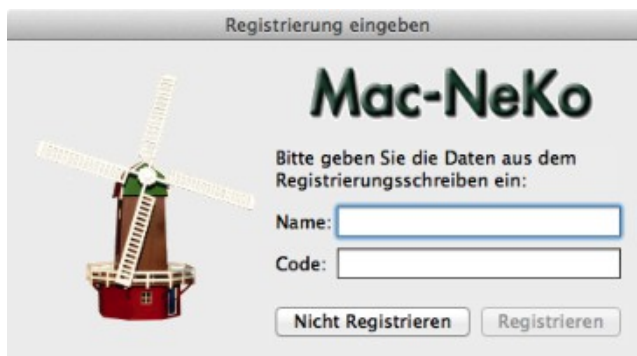 Registrierung eingeben
Mac-NeKo
Bitte geben Sie die Daten aus dem
Registrierungsschreiben ein:
Name:
Code:
Nicht Registrieren Registrieren